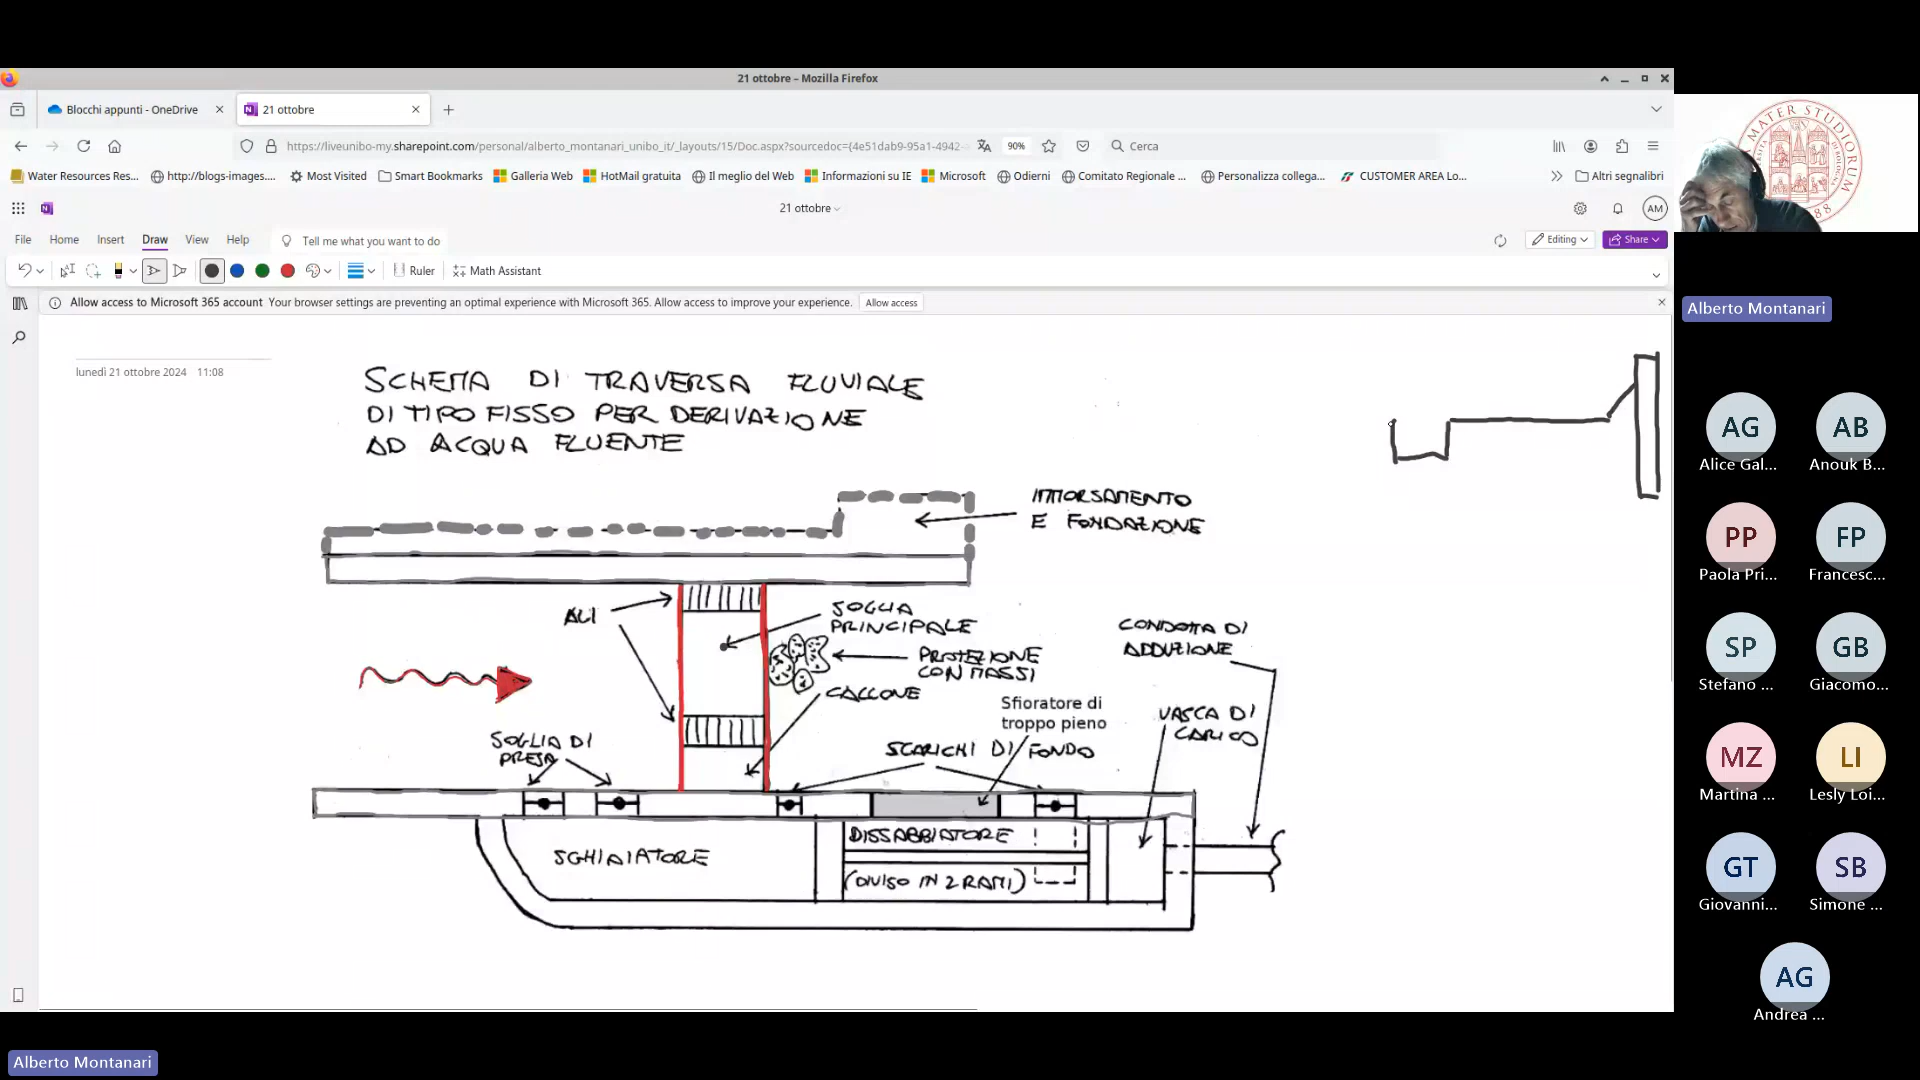 21 ottobre – Mozilla Firefox
Blocchi appunti - OneDrive
21 ottobre
https://liveunibo-my.sharepoint.com/personal/alberto_montanari_unibo_it/_layouts/15/Doc.aspx?sourcedoc={4e51dab9-95a1-4942-
90%
Cerca
Water Resources Res...
http://blogs-images....
Most Visited
Smart Bookmarks
Galleria Web
HotMail gratuita
Il meglio del Web
Informazioni su IE
Microsoft
Odierni
Comitato Regionale ...
Personalizza collega...
CUSTOMER AREA Lo...
Altri segnalibri
21 ottobre
AM
File
Home
Insert
Draw
View
Help
Tell me what you want to do
Editing
Share
Ruler
Math Assistant
Allow access to Microsoft 365 account Your browser settings are preventing an optimal experience with Microsoft 365. Allow access to improve your experience.
Allow access
lunedì 21 ottobre 2024 11:08
SCHEMA DI TRAVERSA FLUVIALE
DI TIPO FISSO PER DERIVAZIONE
AD ACQUA FLUENTE
IMMORSAMENTO
E FONDAZIONE
ALI
SOGLIA
PRINCIPALE
PROTEZIONE
CON MASSI
CALLONE
CONDOTTA DI
ADDUZIONE
Sfioratore di
troppo pieno
VASCA DI
CARICO
SOGLIA DI
PRESA
SCARICHI DI FONDO
DISSABBIATORE
(DIVISO IN 2 RAMI)
SGHIAIATORE
ALMA MATER STUDIORUM
88
Alberto Montanari
AG
Alice Gal...
AB
Anouk B...
PP
Paola Pri...
FP
Francesc...
SP
Stefano ...
GB
Giacomo...
MZ
Martina ...
LI
Lesly Loi...
GT
Giovanni...
SB
Simone ...
AG
Andrea ...
Alberto Montanari